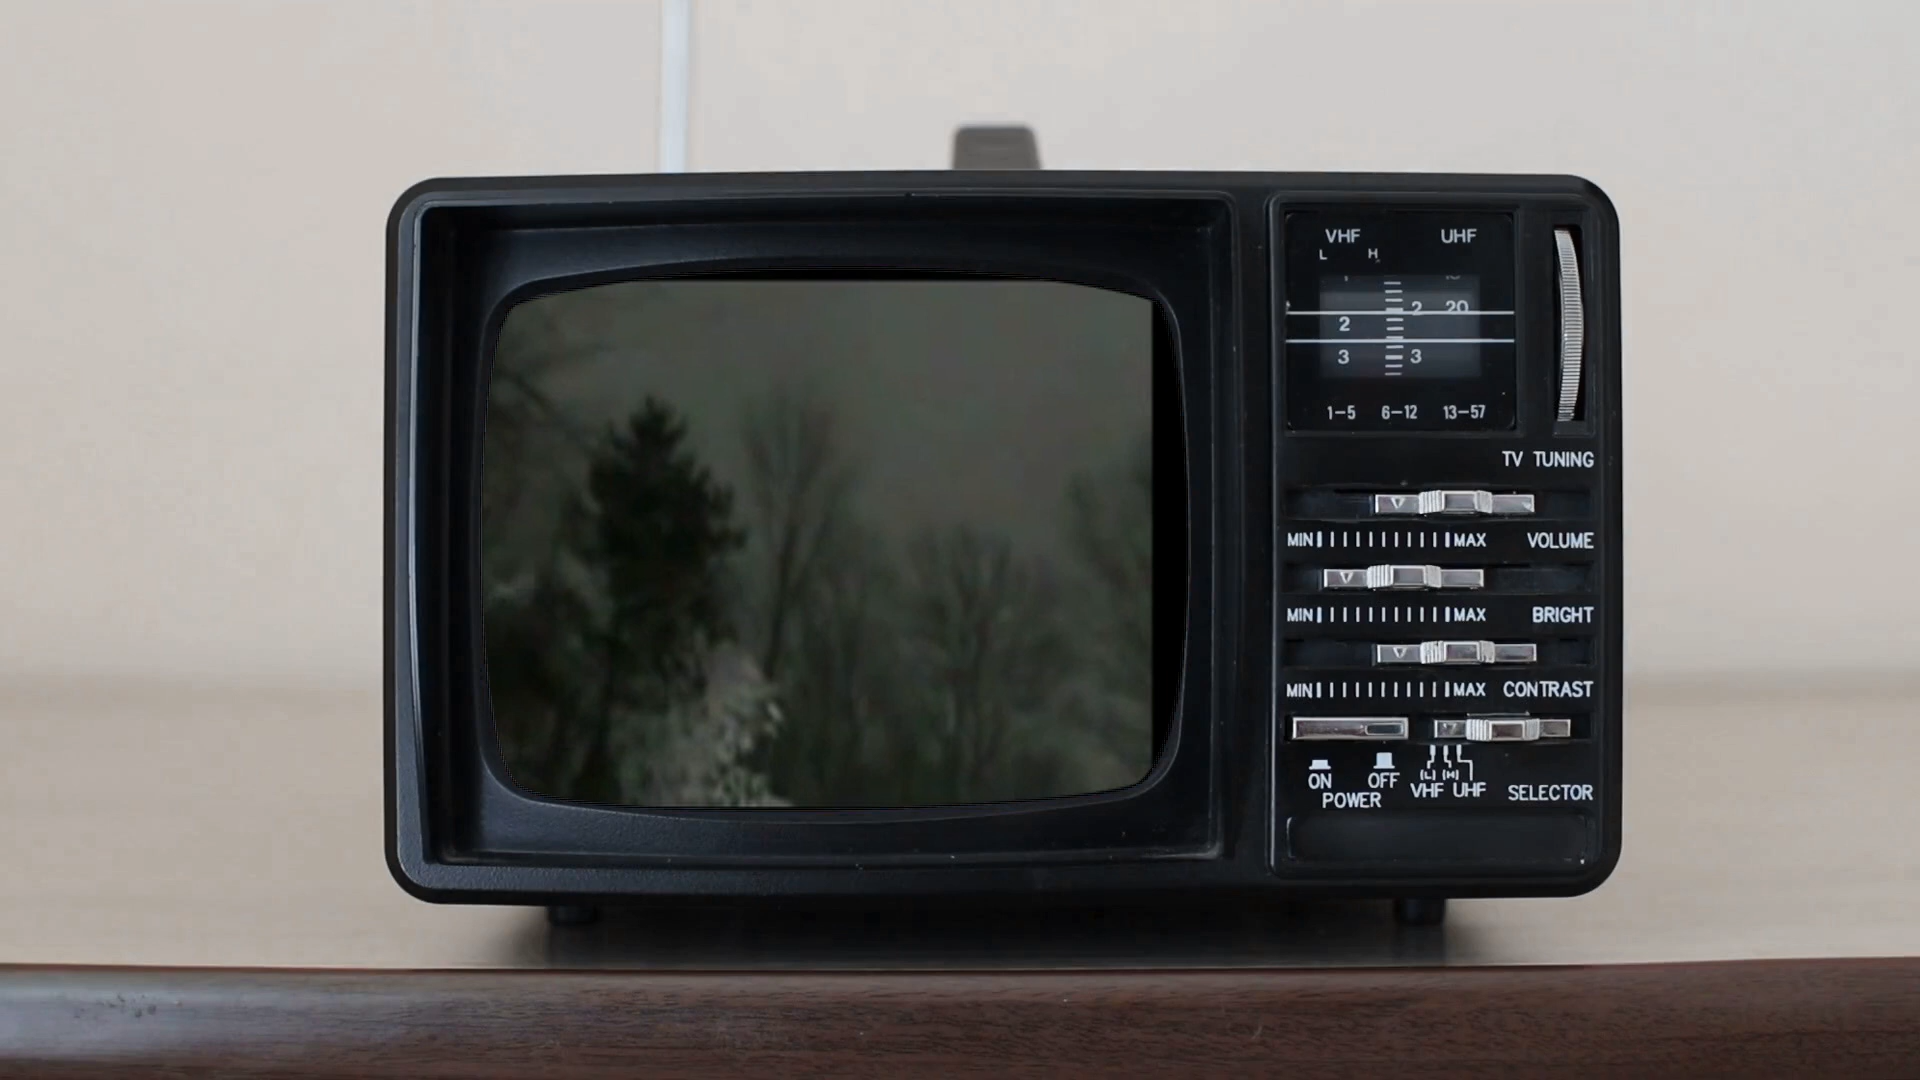 VHF UHF
L H
2 20
2
3 3
1-5 6-12 13-57
TV TUNING
MIN MAX VOLUME
MIN MAX BRIGHT
MIN MAX CONTRAST
ON OFF (L) (H)
VHF UHF SELECTOR
POWER